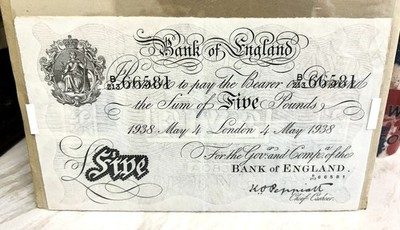 Bank of England
B/213 66581 B/213 66581
Promise to pay the Bearer on Demand
the Sum of Five Pounds
1938 May 4 London 4 May 1938
Five
For the Gov.r and Comp.a of the
BANK OF ENGLAND.
B/213 66581
K O Peppiatt
Chief Cashier